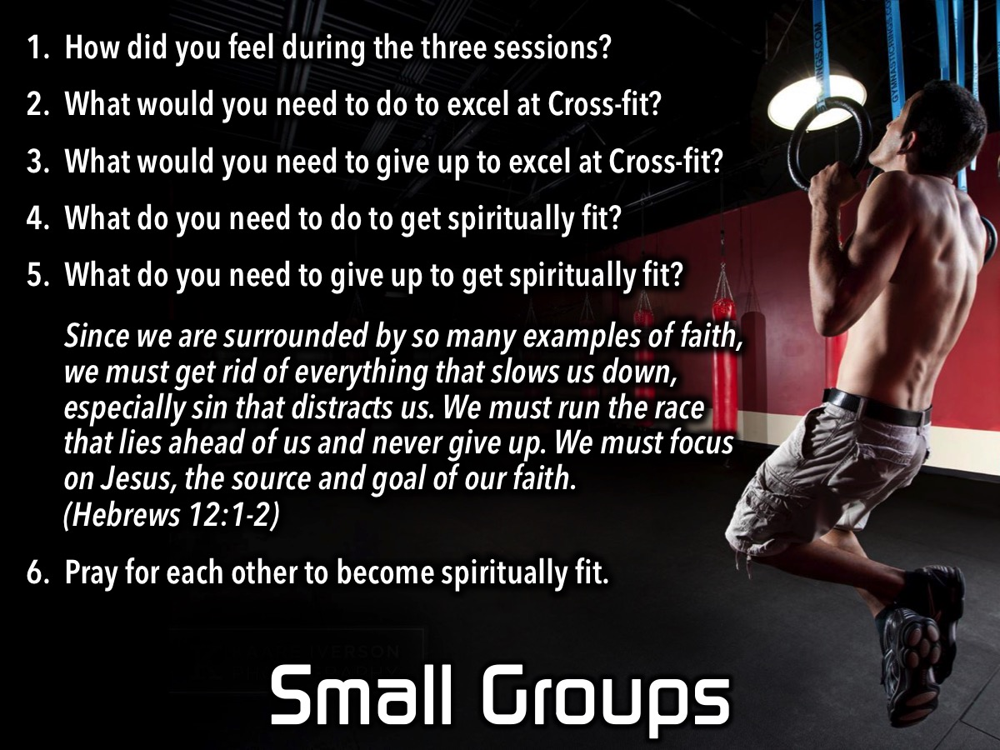 1. How did you feel during the three sessions?
2. What would you need to do to excel at Cross-fit?
3. What would you need to give up to excel at Cross-fit?
4. What do you need to do to get spiritually fit?
5. What do you need to give up to get spiritually fit?
Since we are surrounded by so many examples of faith,
we must get rid of everything that slows us down,
especially sin that distracts us. We must run the race
that lies ahead of us and never give up. We must focus
on Jesus, the source and goal of our faith.
(Hebrews 12:1-2)
6. Pray for each other to become spiritually fit.
IVERSON
Small Groups